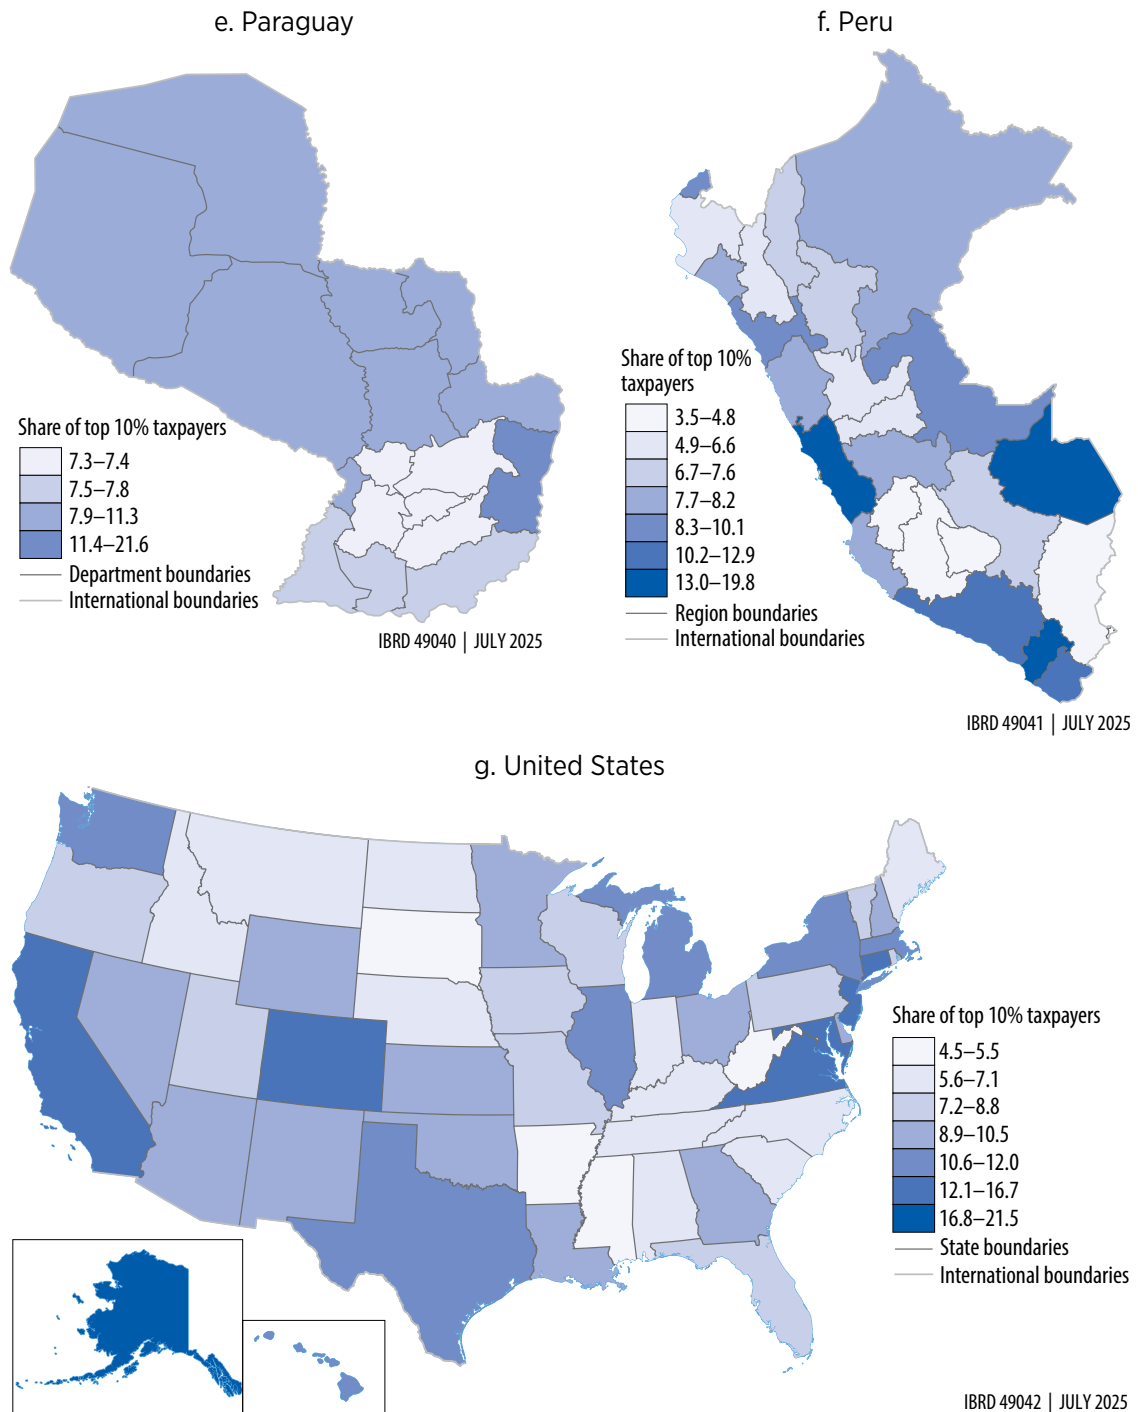 e. Paraguay
Share of top 10% taxpayers
7.3–7.4
7.5–7.8
7.9–11.3
11.4–21.6
Department boundaries
International boundaries
IBRD 49040 | JULY 2025
f. Peru
Share of top 10%
taxpayers
3.5–4.8
4.9–6.6
6.7–7.6
7.7–8.2
8.3–10.1
10.2–12.9
13.0–19.8
Region boundaries
International boundaries
IBRD 49041 | JULY 2025
g. United States
Share of top 10% taxpayers
4.5–5.5
5.6–7.1
7.2–8.8
8.9–10.5
10.6–12.0
12.1–16.7
16.8–21.5
State boundaries
International boundaries
IBRD 49042 | JULY 2025